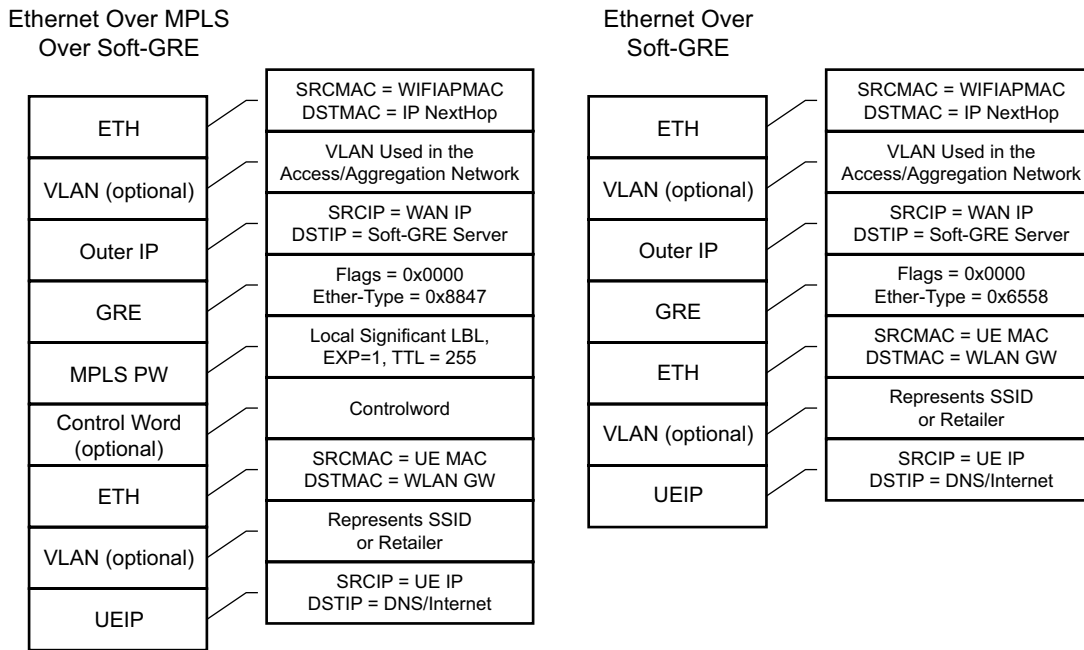 Ethernet Over MPLS
Over Soft-GRE
ETH
SRCMAC = WIFIAPMAC
DSTMAC = IP NextHop
VLAN (optional)
VLAN Used in the
Access/Aggregation Network
Outer IP
SRCIP = WAN IP
DSTIP = Soft-GRE Server
GRE
Flags = 0x0000
Ether-Type = 0x8847
MPLS PW
Local Significant LBL,
EXP=1, TTL = 255
Control Word
(optional)
Controlword
ETH
SRCMAC = UE MAC
DSTMAC = WLAN GW
VLAN (optional)
Represents SSID
or Retailer
UEIP
SRCIP = UE IP
DSTIP = DNS/Internet
Ethernet Over
Soft-GRE
ETH
SRCMAC = WIFIAPMAC
DSTMAC = IP NextHop
VLAN (optional)
VLAN Used in the
Access/Aggregation Network
Outer IP
SRCIP = WAN IP
DSTIP = Soft-GRE Server
GRE
Flags = 0x0000
Ether-Type = 0x6558
ETH
SRCMAC = UE MAC
DSTMAC = WLAN GW
VLAN (optional)
Represents SSID
or Retailer
UEIP
SRCIP = UE IP
DSTIP = DNS/Internet